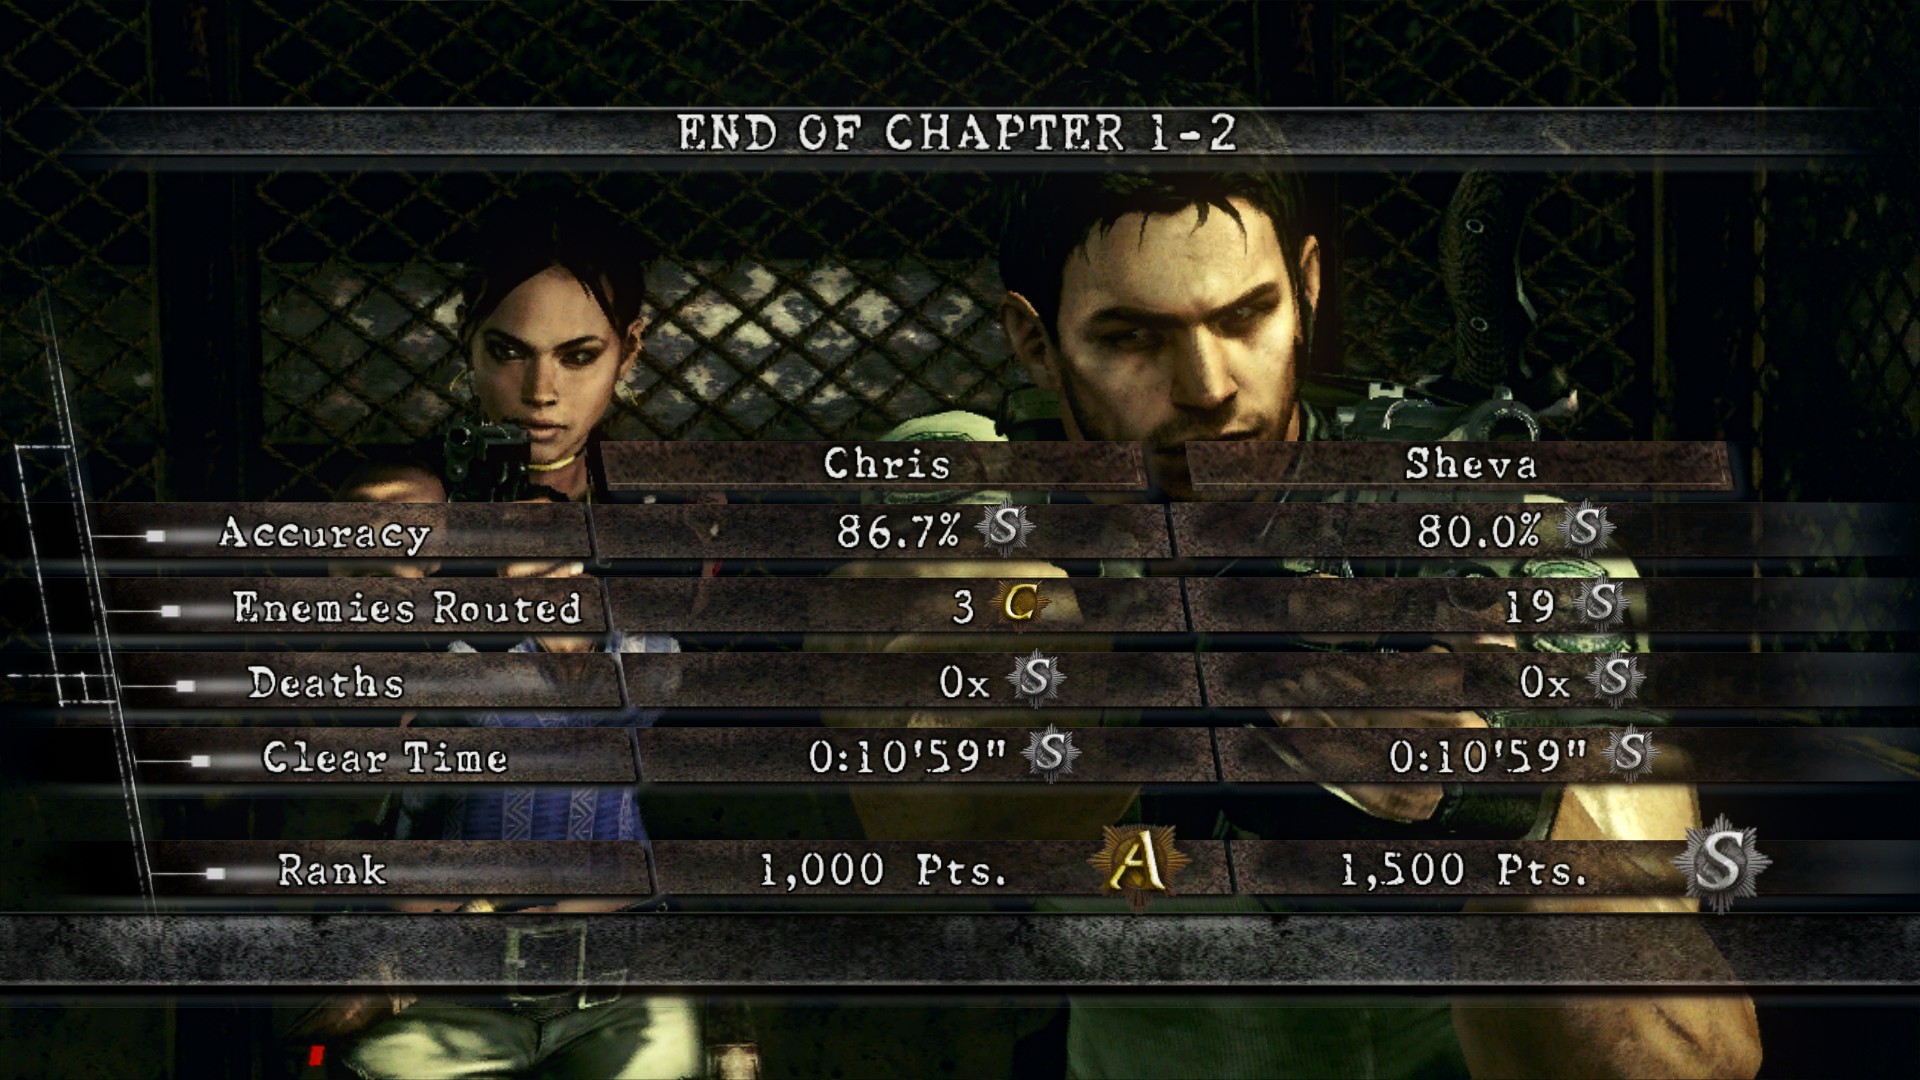 END OF CHAPTER 1-2
Chris Sheva
Accuracy 86.7% S 80.0% S
Enemies Routed 3 C 19 S
Deaths 0x S 0x S
Clear Time 0:10'59" S 0:10'59" S
Rank 1,000 Pts. A 1,500 Pts. S